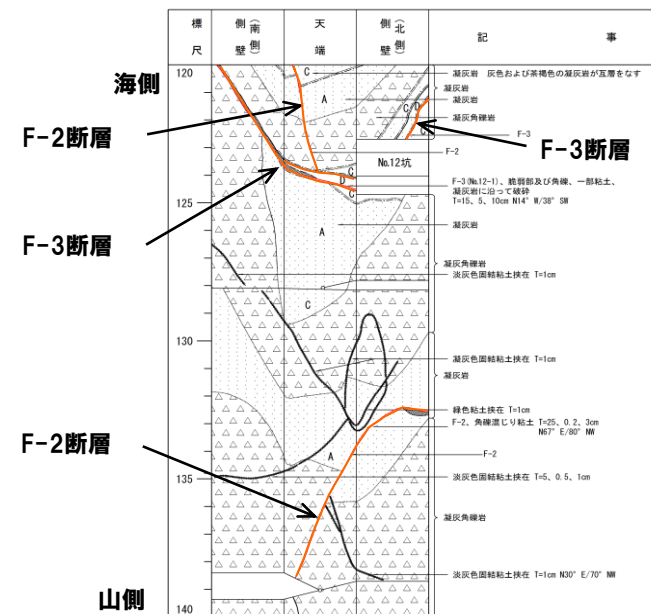 標尺
側壁（南側）
天端
側壁（北側）
記事
海側
F-2断層
F-3断層
F-3断層
F-2断層
山側
120
125
130
135
140
C
A
C
D
C
D
C
A
C
A
No.12坑
凝灰岩 灰色および茶褐色の凝灰岩が互層をなす
凝灰岩
凝灰岩
凝灰角礫岩
F-3
F-2
F-3(No.12-1)、脆弱部及び角礫、一部粘土、
凝灰岩に沿って破砕
T=15、5、10cm N14° W/38° SW
凝灰岩
凝灰角礫岩
淡灰色固結粘土挟在 T=1cm
淡灰色固結粘土挟在 T=1cm
凝灰岩
緑色粘土挟在 T=1cm
F-2、角礫混じり粘土 T=25、0.2、3cm
N67° E/80° NW
F-2
淡灰色固結粘土挟在 T=5、0.5、1cm
凝灰角礫岩
淡灰色固結粘土挟在 T=1cm N30° E/70° NW